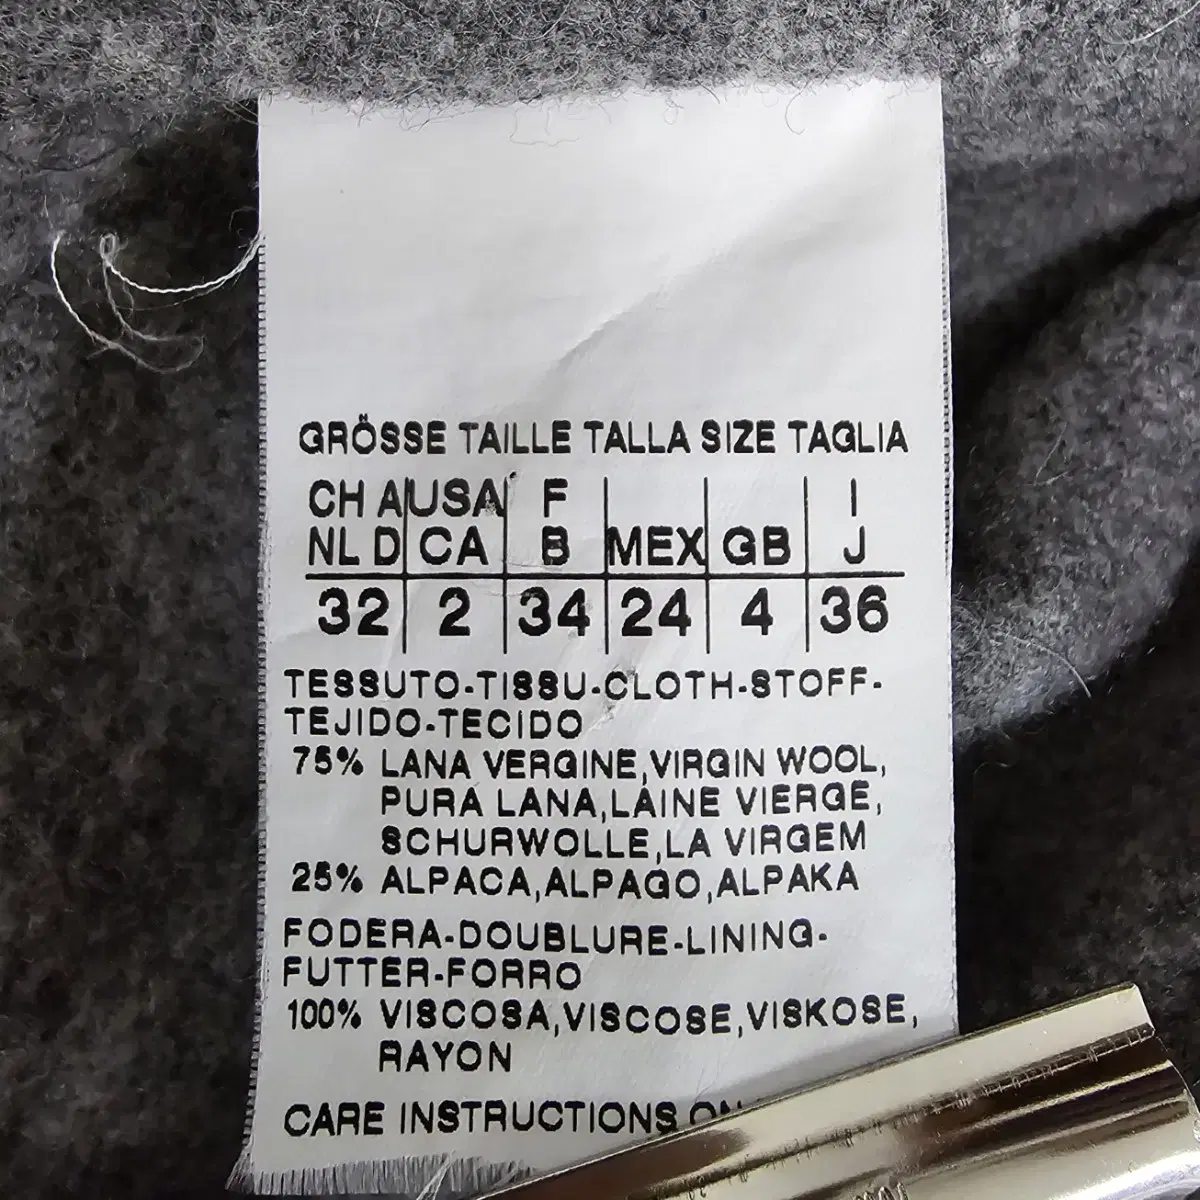 GRÖSSE TAILLE TALLA SIZE TAGLIA
CH A USA F I
NL D CA B MEX GB J
32 2 34 24 4 36
TESSUTO-TISSU-CLOTH-STOFF-
TEJIDO-TECIDO
75% LANA VERGINE,VIRGIN WOOL,
PURA LANA,LAINE VIERGE,
SCHURWOLLE,LA VIRGEM
25% ALPACA,ALPAGO,ALPAKA
FODERA-DOUBLURE-LINING-
FUTTER-FORRO
100% VISCOSA,VISCOSE,VISKOSE,
RAYON
CARE INSTRUCTIONS